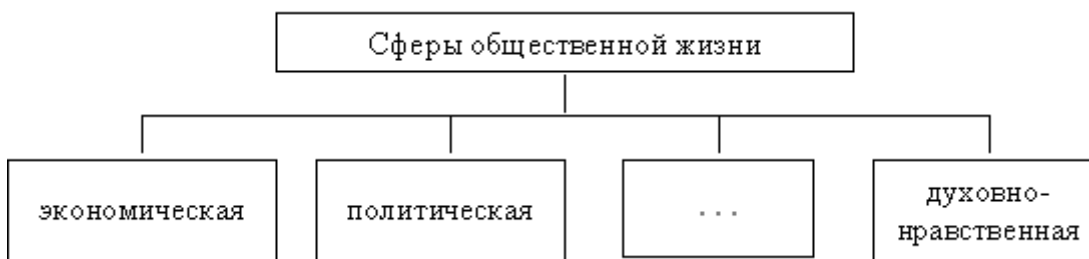 Сферы общественной жизни
экономическая
политическая
...
духовно-
нравственная